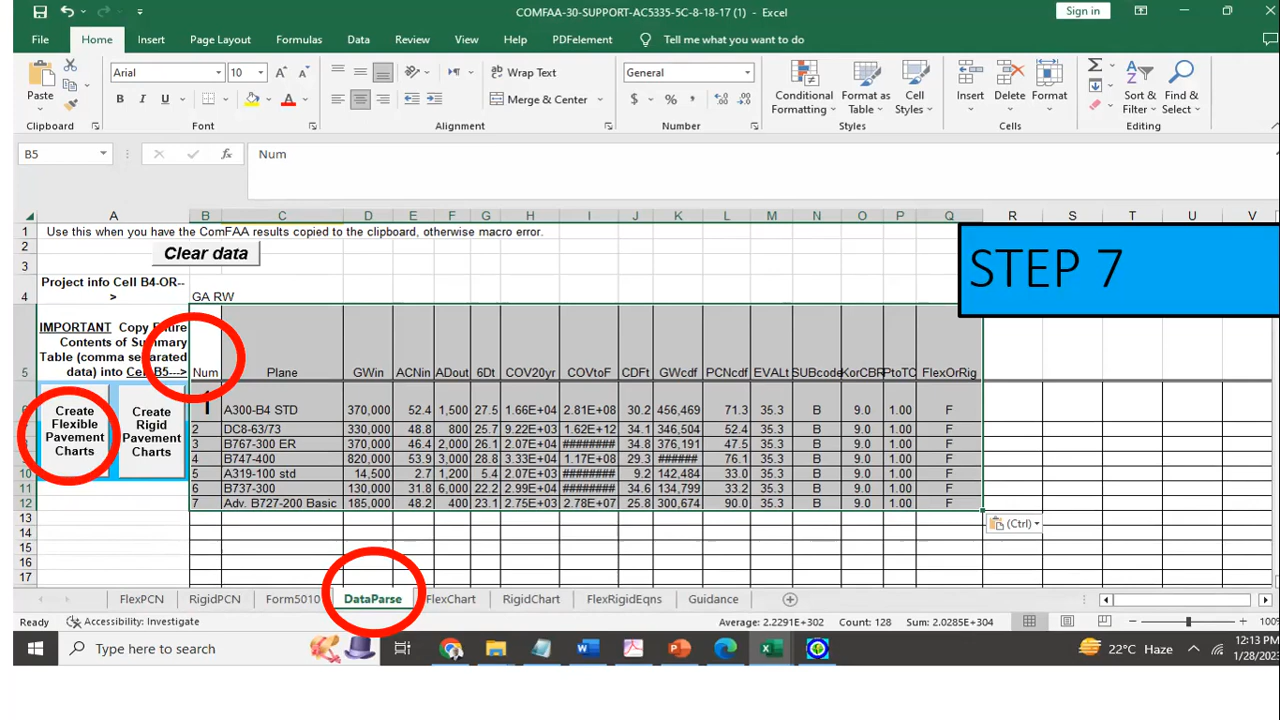 COMFAA-30-SUPPORT-AC5335-5C-8-18-17 (1) - Excel
Sign in
File Home Insert Page Layout Formulas Data Review View Help PDFelement Tell me what you want to do
Arial 10 Wrap Text General
Paste B I U Merge & Center $ % , Conditional Formatting Format as Table Cell Styles Insert Delete Format Sort & Filter Find & Select
Clipboard Font Alignment Number Styles Cells Editing
B5 fx Num
A B C D E F G H I J K L M N O P Q R S T U V
1 Use this when you have the ComFAA results copied to the clipboard, otherwise macro error.
2
Clear data
3
STEP 7
Project info Cell B4-OR-->
4 GA RW
IMPORTANT Copy Entire
Contents of Summary
Table (comma separated
data) into Cell B5--->
5 Num Plane GWin ACNin ADout 6Dt COV20yr COVtoF CDFt GWcdf PCNcdf EVALt SUBcode KorCBR PtoTC FlexOrRig
Create Flexible Pavement Charts
Create Rigid Pavement Charts
1 A300-B4 STD 370,000 52.4 1,500 27.5 1.66E+04 2.81E+08 30.2 456,469 71.3 35.3 B 9.0 1.00 F
2 DC8-63/73 330,000 48.8 800 25.7 9.22E+03 1.62E+12 34.1 346,504 52.4 35.3 B 9.0 1.00 F
3 B767-300 ER 370,000 46.4 2,000 26.1 2.07E+04 ######## 34.8 376,191 47.5 35.3 B 9.0 1.00 F
4 B747-400 820,000 53.9 3,000 28.8 3.33E+04 1.17E+08 29.3 ###### 76.1 35.3 B 9.0 1.00 F
10 5 A319-100 std 14,500 2.7 1,200 5.4 2.07E+03 ######## 9.2 142,484 33.0 35.3 B 9.0 1.00 F
11 6 B737-300 130,000 31.8 6,000 22.2 2.99E+04 ######## 34.6 134,799 33.2 35.3 B 9.0 1.00 F
12 7 Adv. B727-200 Basic 185,000 48.2 400 23.1 2.75E+03 2.78E+07 25.8 300,674 90.0 35.3 B 9.0 1.00 F
13
(Ctrl)
14
15
16
17
FlexPCN RigidPCN Form5010 DataParse FlexChart RigidChart FlexRigidEqns Guidance
Ready Accessibility: Investigate Average: 2.2291E+302 Count: 128 Sum: 2.0285E+304 100%
Type here to search 22°C Haze
12:13 PM
1/28/2023